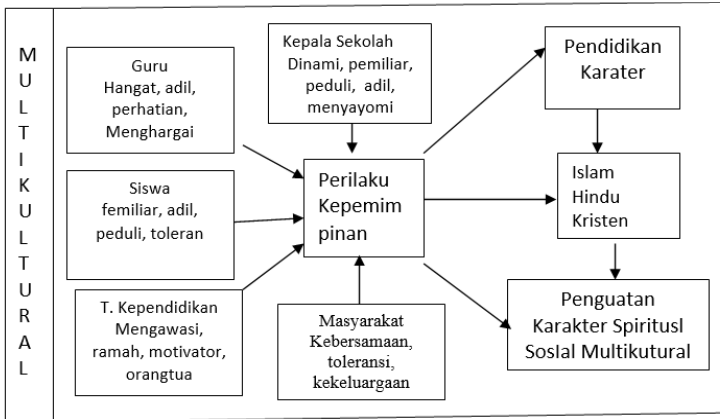 MULTIKULTURAL
Guru
Hangat, adil,
perhatian,
Menghargai
Kepala Sekolah
Dinami, pemiliar,
peduli, adil,
menyayomi
Pendidikan
Karater
Siswa
femiliar, adil,
peduli, toleran
Perilaku
Kepemim
pinan
Islam
Hindu
Kristen
T. Kependidikan
Mengawasi,
ramah, motivator,
orangtua
Masyarakat
Kebersamaan,
toleransi,
kekeluargaan
Penguatan
Karakter Spiritusl
SosIal Multikutural